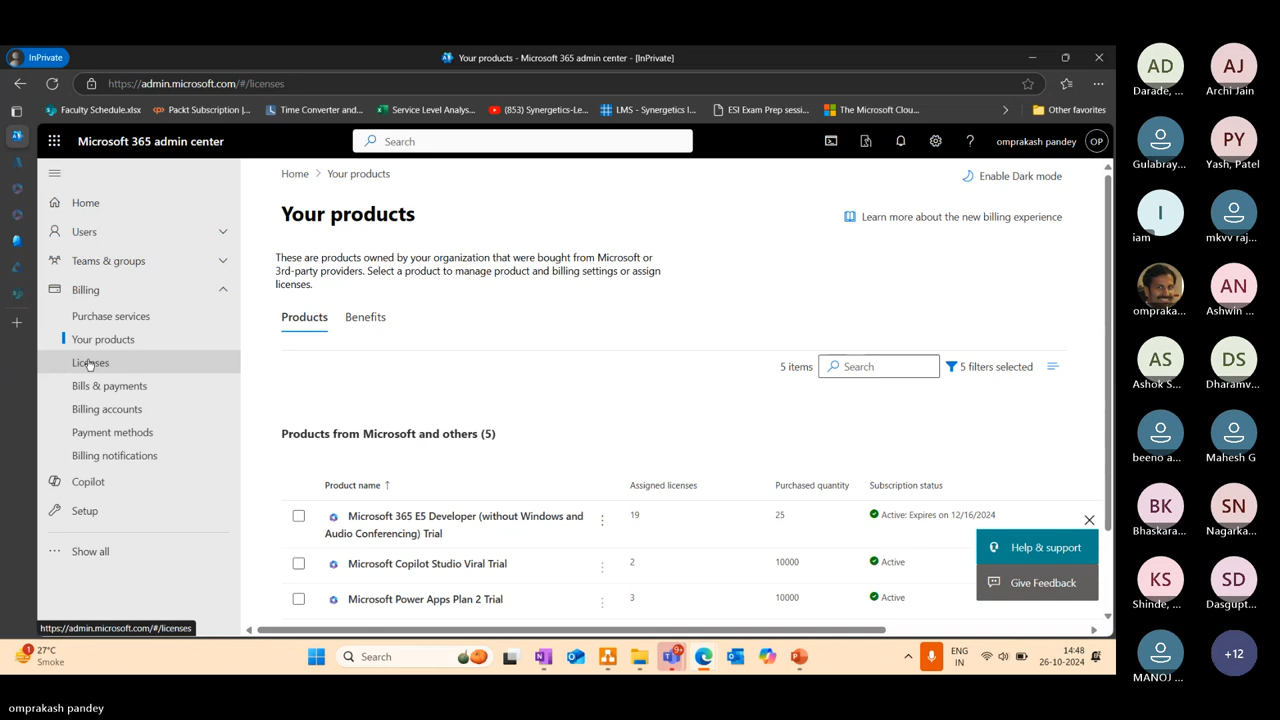 InPrivate
Your products - Microsoft 365 admin center - [InPrivate]
https://admin.microsoft.com/#/licenses
Faculty Schedule.xlsx
Packt Subscription |...
Time Converter and...
Service Level Analys...
(853) Synergetics-Le...
LMS - Synergetics I...
ESI Exam Prep sessi...
The Microsoft Clou...
Other favorites
Microsoft 365 admin center
Search
omprakash pandey
OP
Home
Users
Teams & groups
Billing
Purchase services
Your products
Licenses
Bills & payments
Billing accounts
Payment methods
Billing notifications
Copilot
Setup
Show all
https://admin.microsoft.com/#/licenses
Home > Your products
Enable Dark mode
Your products
Learn more about the new billing experience
These are products owned by your organization that were bought from Microsoft or
3rd-party providers. Select a product to manage product and billing settings or assign
licenses.
Products
Benefits
5 items
Search
5 filters selected
Products from Microsoft and others (5)
Product name ↑
Assigned licenses
Purchased quantity
Subscription status
Microsoft 365 E5 Developer (without Windows and
Audio Conferencing) Trial
19
25
Active: Expires on 12/16/2024
Microsoft Copilot Studio Viral Trial
2
10000
Active
Microsoft Power Apps Plan 2 Trial
3
10000
Active
Help & support
Give Feedback
1
27°C
Smoke
Search
9+
ENG
IN
14:48
26-10-2024
omprakash pandey
AD
Darade, ...
AJ
Archi Jain
Gulabray...
PY
Yash, Patel
I
iam
mkvv raj...
ompraka...
AN
Ashwin ...
AS
Ashok S...
DS
Dharamv...
beeno a...
Mahesh G
BK
Bhaskara...
SN
Nagarka...
KS
Shinde, ...
SD
Dasgupt...
MANOJ ...
+12